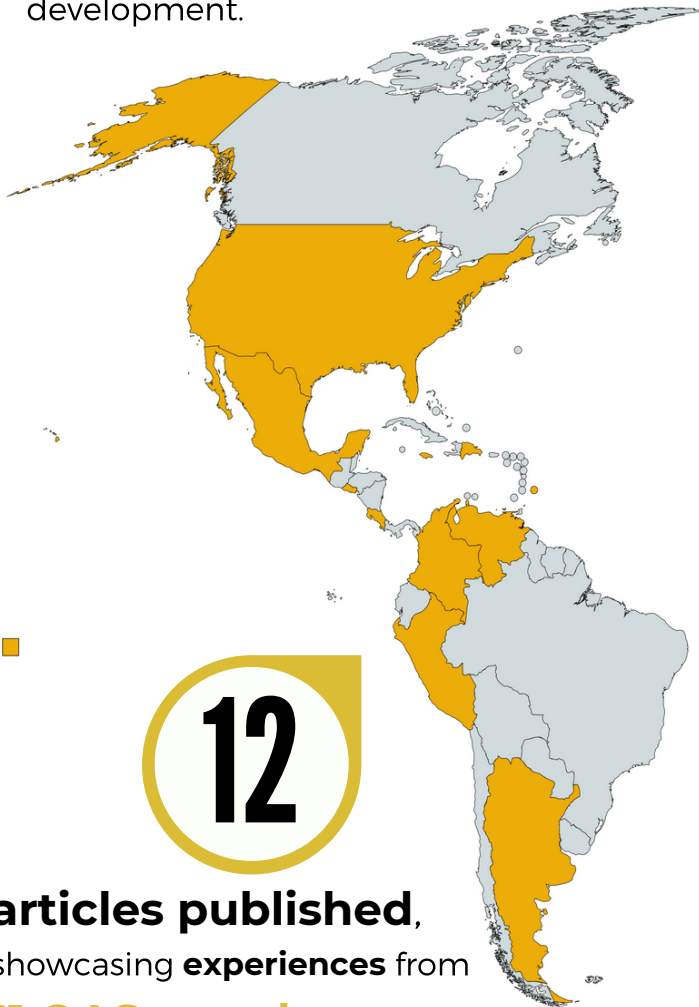 development.
12
articles published,
showcasing experiences from